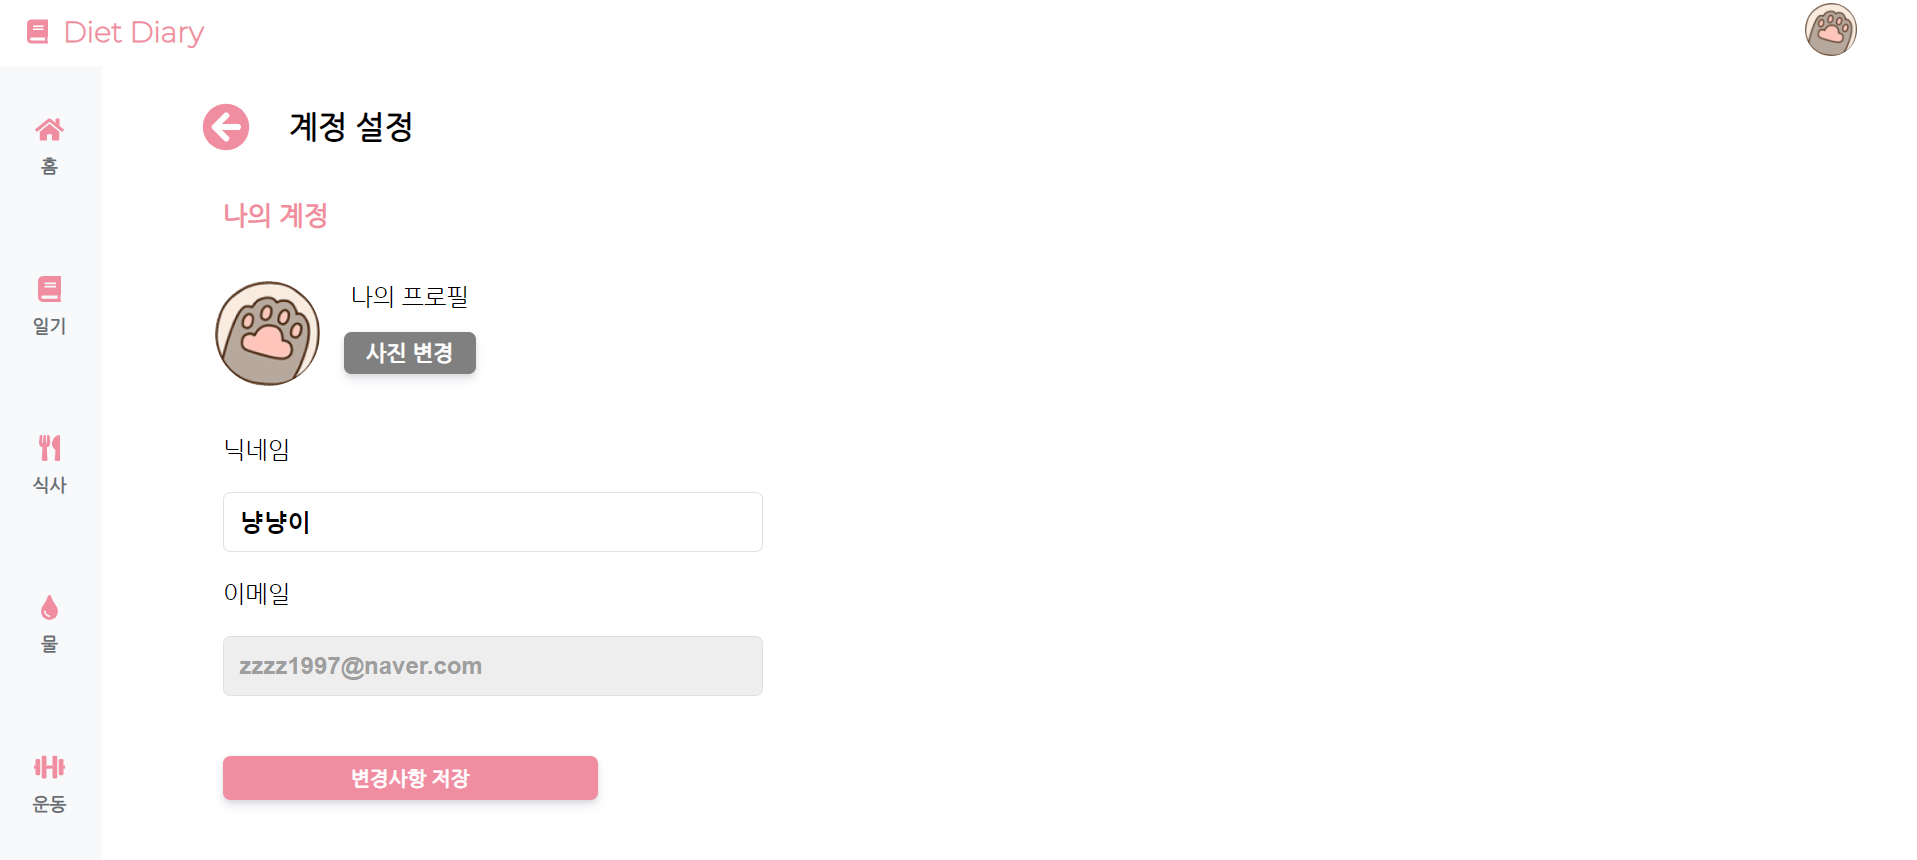 Diet Diary
홈
일기
식사
물
운동
계정 설정
나의 계정
나의 프로필
사진 변경
닉네임
냥냥이
이메일
zzzz1997@naver.com
변경사항 저장